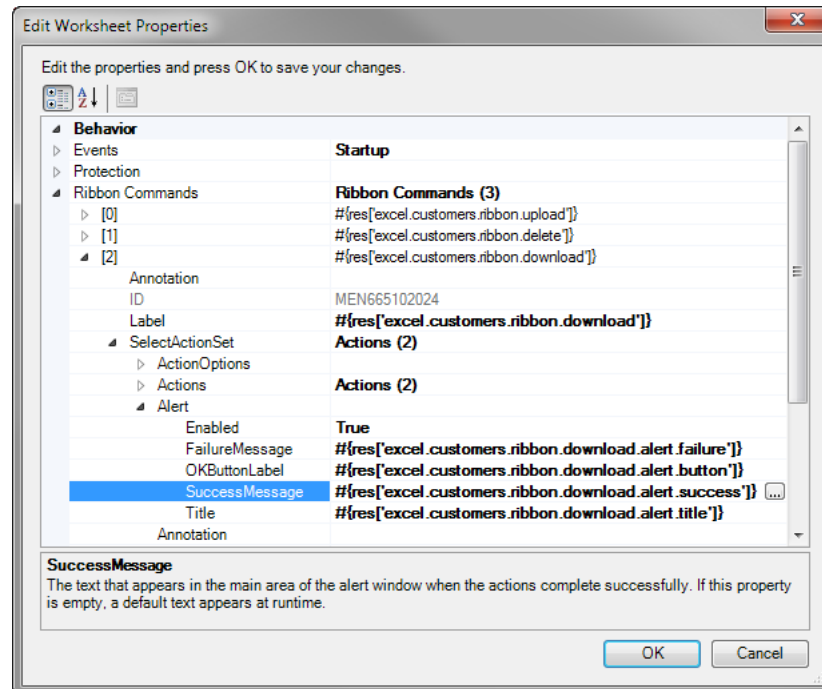 Edit Worksheet Properties
Edit the properties and press OK to save your changes.
Behavior
Events Startup
Protection
Ribbon Commands Ribbon Commands (3)
[0] #{res['excel.customers.ribbon.upload']}
[1] #{res['excel.customers.ribbon.delete']}
[2] #{res['excel.customers.ribbon.download']}
Annotation
ID MEN665102024
Label #{res['excel.customers.ribbon.download']}
SelectActionSet Actions (2)
ActionOptions
Actions Actions (2)
Alert
Enabled True
FailureMessage #{res['excel.customers.ribbon.download.alert.failure']}
OKButtonLabel #{res['excel.customers.ribbon.download.alert.button']}
SuccessMessage #{res['excel.customers.ribbon.download.alert.success']} ...
Title #{res['excel.customers.ribbon.download.alert.title']}
Annotation
SuccessMessage
The text that appears in the main area of the alert window when the actions complete successfully. If this property
is empty, a default text appears at runtime.
OK Cancel